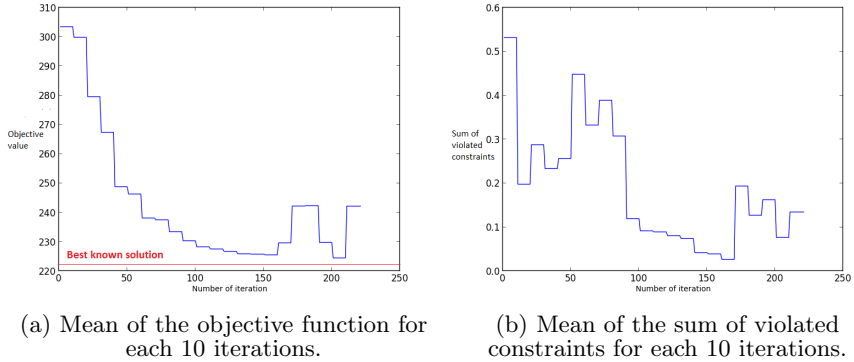 310
300
290
280
270
260
250
240
230
220
Objective
value
Best known solution
0
50
100
150
200
250
Number of iteration
(a) Mean of the objective function for
each 10 iterations.
0.6
0.5
0.4
0.3
0.2
0.1
0.0
Sum of
violated
constraints
0
50
100
150
200
250
Number of iteration
(b) Mean of the sum of violated
constraints for each 10 iterations.